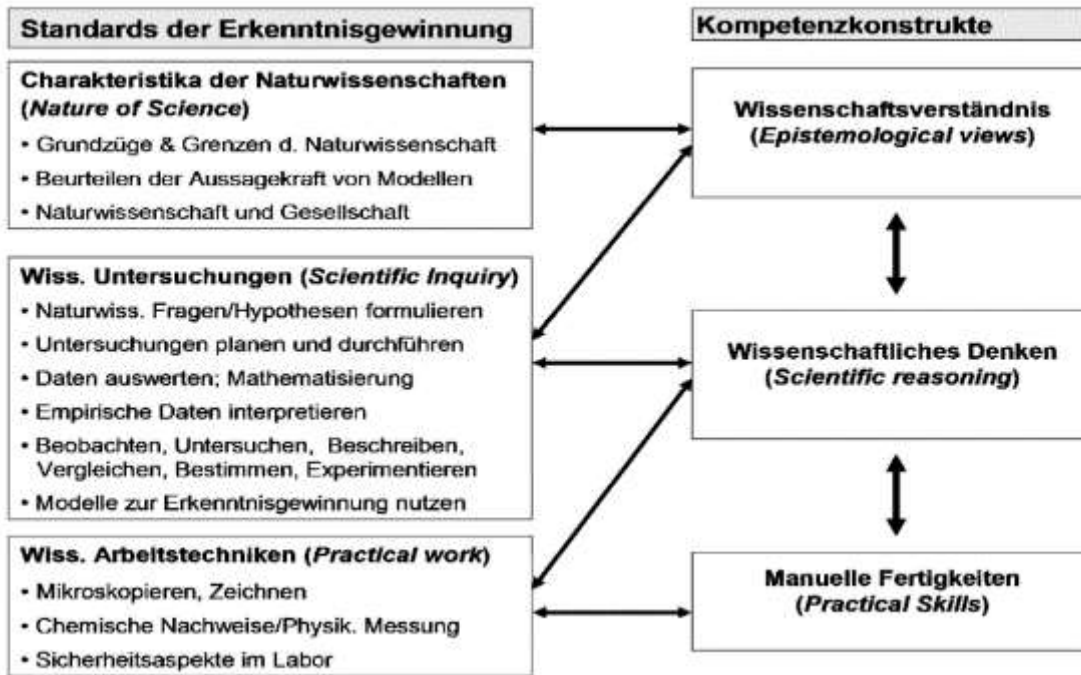 Standards der Erkenntnisgewinnung
Charakteristika der Naturwissenschaften
(Nature of Science)
• Grundzüge & Grenzen d. Naturwissenschaft
• Beurteilen der Aussagekraft von Modellen
• Naturwissenschaft und Gesellschaft
Wiss. Untersuchungen (Scientific Inquiry)
• Naturwiss. Fragen/Hypothesen formulieren
• Untersuchungen planen und durchführen
• Daten auswerten; Mathematisierung
• Empirische Daten interpretieren
• Beobachten, Untersuchen, Beschreiben,
Vergleichen, Bestimmen, Experimentieren
• Modelle zur Erkenntnisgewinnung nutzen
Wiss. Arbeitstechniken (Practical work)
• Mikroskopieren, Zeichnen
• Chemische Nachweise/Physik. Messung
• Sicherheitsaspekte im Labor
Kompetenzkonstrukte
Wissenschaftsverständnis
(Epistemological views)
Wissenschaftliches Denken
(Scientific reasoning)
Manuelle Fertigkeiten
(Practical Skills)